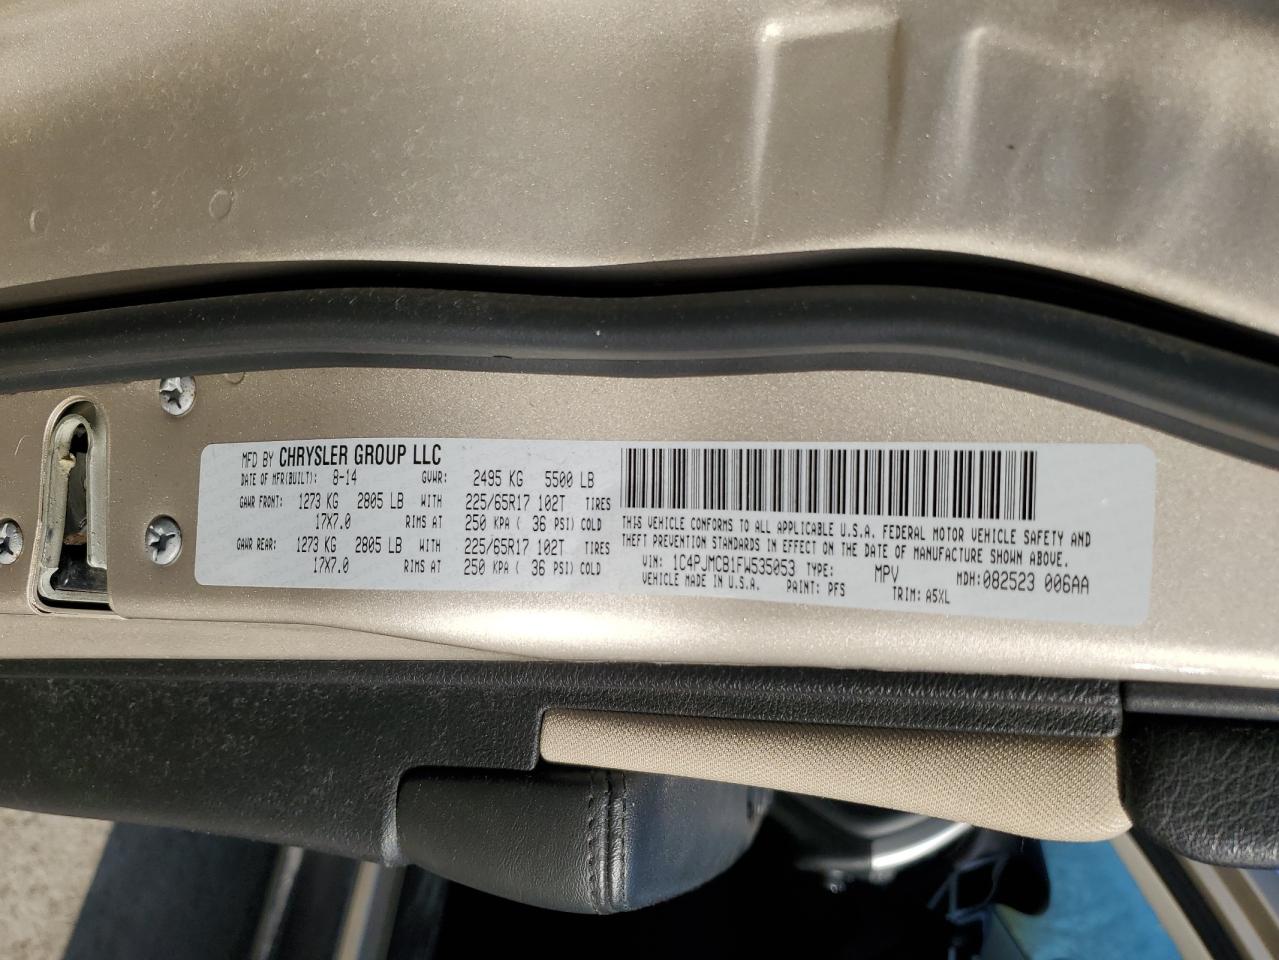 MFD BY CHRYSLER GROUP LLC
DATE OF MFR(BUILT): 8-14 GVWR: 2495 KG 5500 LB
GAWR FRONT: 1273 KG 2805 LB WITH 225/65R17 102T TIRES
17X7.0 RIMS AT 250 KPA ( 36 PSI) COLD
GAWR REAR: 1273 KG 2805 LB WITH 225/65R17 102T TIRES
17X7.0 RIMS AT 250 KPA ( 36 PSI) COLD
THIS VEHICLE CONFORMS TO ALL APPLICABLE U.S.A. FEDERAL MOTOR VEHICLE SAFETY AND
THEFT PREVENTION STANDARDS IN EFFECT ON THE DATE OF MANUFACTURE SHOWN ABOVE.
VIN: 1C4PJMCB1FW535053 TYPE: MPV MDH:082523 006AA
VEHICLE MADE IN U.S.A. PAINT: PFS TRIM: A5XL